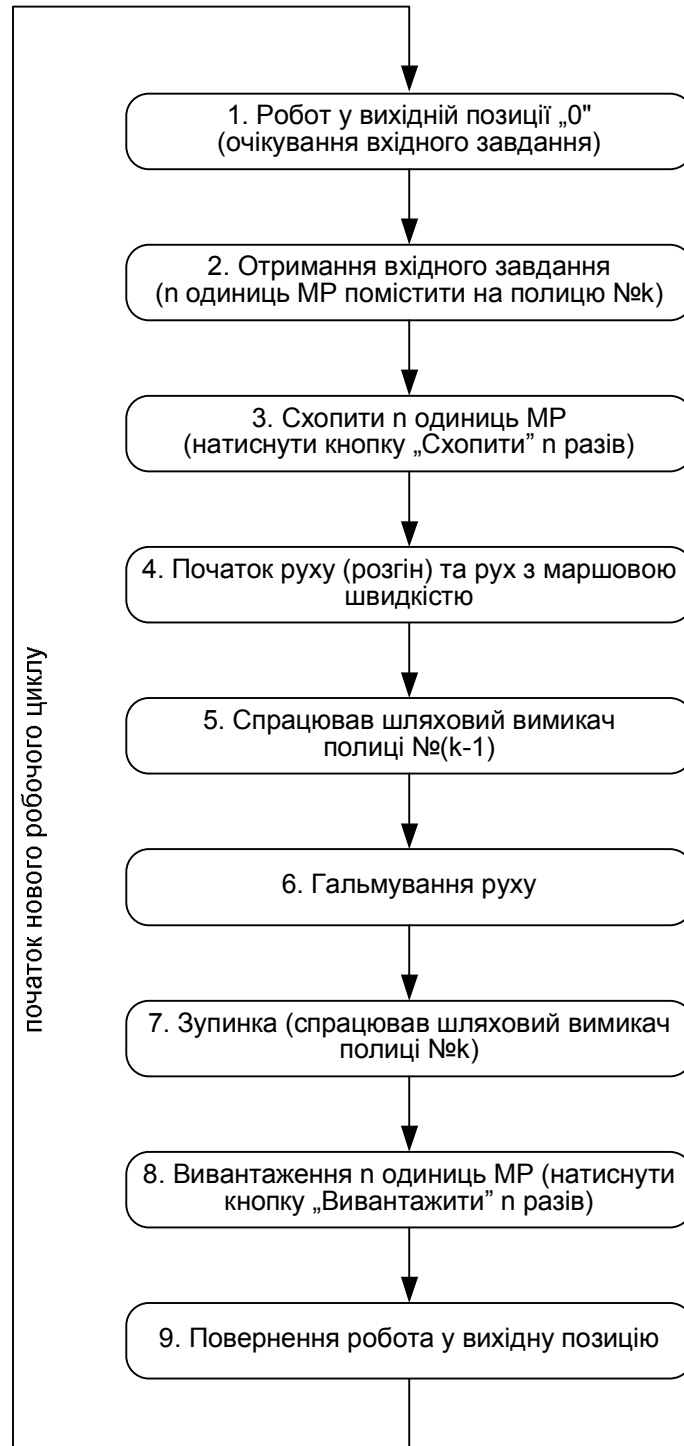 1. Робот у вихідній позиції „0"
(очікування вхідного завдання)
2. Отримання вхідного завдання
(n одиниць МР помістити на полицю №k)
3. Схопити n одиниць МР
(натиснути кнопку „Схопити” n разів)
4. Початок руху (розгін) та рух з маршовою
швидкістю
5. Спрацював шляховий вимикач
полиці №(k-1)
6. Гальмування руху
7. Зупинка (спрацював шляховий вимикач
полиці №k)
8. Вивантаження n одиниць МР (натиснути
кнопку „Вивантажити” n разів)
9. Повернення робота у вихідну позицію
початок нового робочого циклу